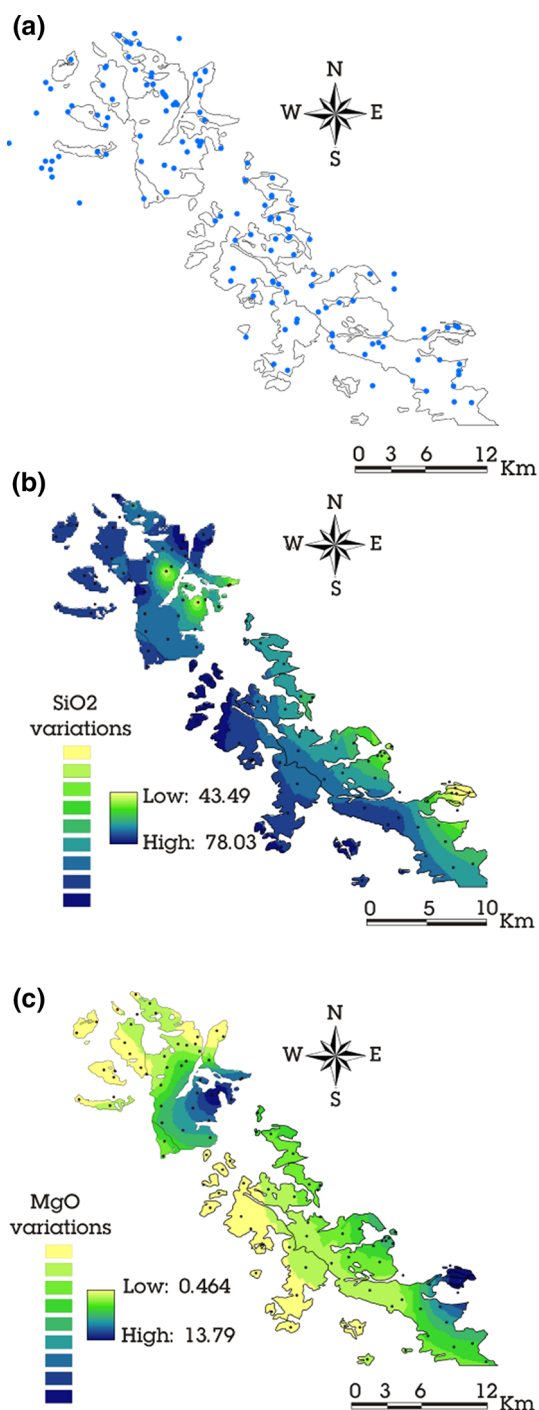 (a)
N
W E
S
0 3 6 12
Km
(b)
N
W E
S
SiO2
variations
Low: 43.49
High: 78.03
0 5 10
Km
(c)
N
W E
S
MgO
variations
Low: 0.464
High: 13.79
0 3 6 12
Km